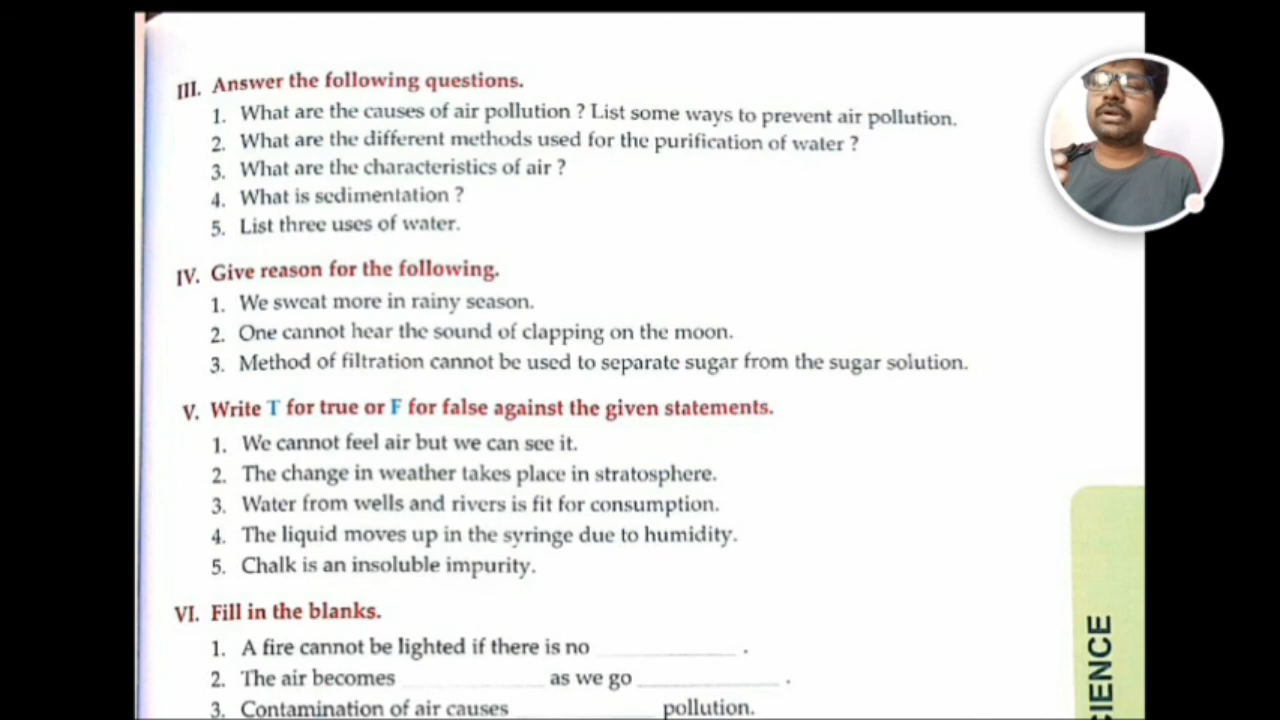 III. Answer the following questions.
1. What are the causes of air pollution ? List some ways to prevent air pollution.
2. What are the different methods used for the purification of water ?
3. What are the characteristics of air ?
4. What is sedimentation ?
5. List three uses of water.
IV. Give reason for the following.
1. We sweat more in rainy season.
2. One cannot hear the sound of clapping on the moon.
3. Method of filtration cannot be used to separate sugar from the sugar solution.
V. Write T for true or F for false against the given statements.
1. We cannot feel air but we can see it.
2. The change in weather takes place in stratosphere.
3. Water from wells and rivers is fit for consumption.
4. The liquid moves up in the syringe due to humidity.
5. Chalk is an insoluble impurity.
VI. Fill in the blanks.
1. A fire cannot be lighted if there is no ____________ .
2. The air becomes ____________ as we go ____________ .
3. Contamination of air causes ____________ pollution.
CIENCE